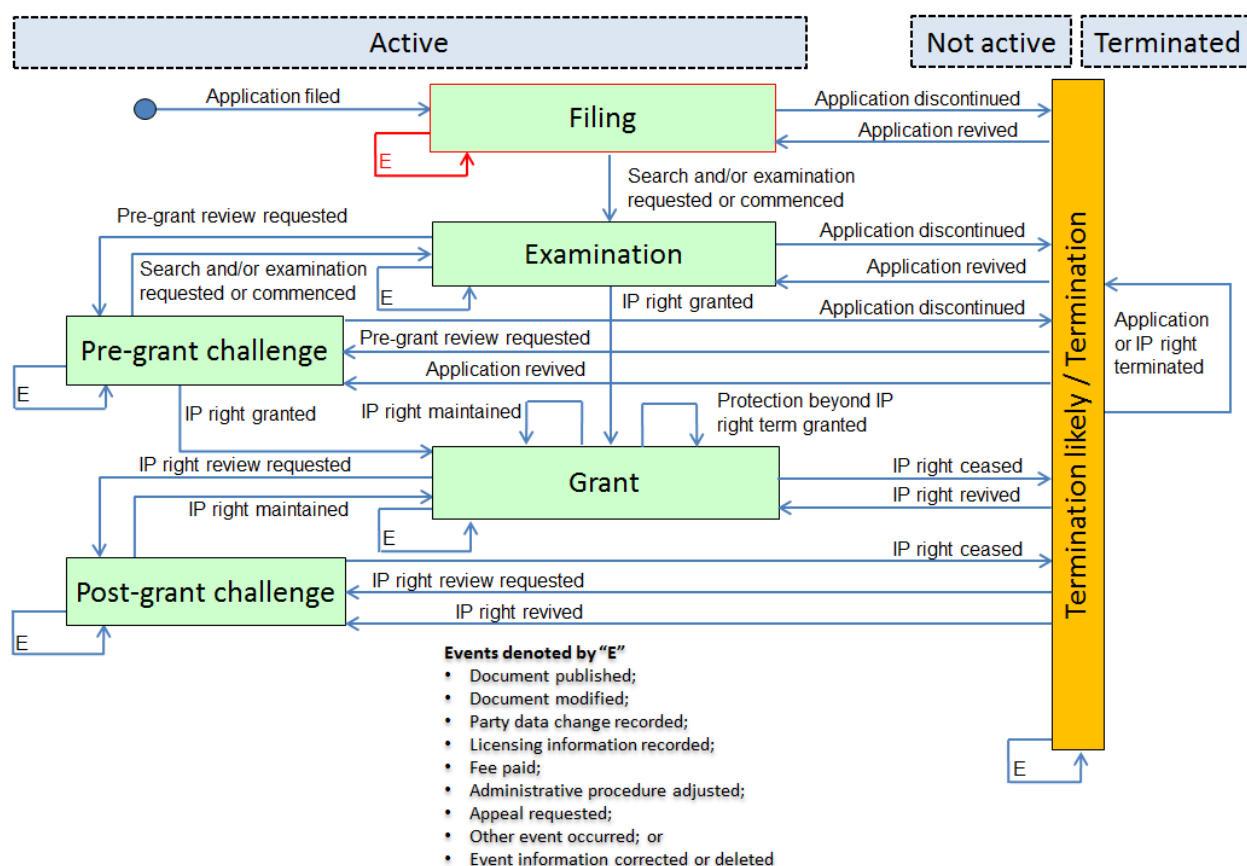 Active
Not active
Terminated
Application filed
Filing
Application discontinued
Application revived
E
Search and/or examination
requested or commenced
Pre-grant review requested
Examination
Application discontinued
Search and/or examination
requested or commenced
E
Application revived
IP right granted
Application discontinued
Pre-grant challenge
Pre-grant review requested
Application revived
E
Application
or IP right
terminated
Termination likely / Termination
IP right granted
IP right maintained
Protection beyond IP
right term granted
IP right review requested
Grant
IP right ceased
IP right revived
IP right maintained
E
IP right ceased
Post-grant challenge
IP right review requested
IP right revived
E
Events denoted by “E”
• Document published;
• Document modified;
• Party data change recorded;
• Licensing information recorded;
• Fee paid;
• Administrative procedure adjusted;
• Appeal requested;
• Other event occurred; or
• Event information corrected or deleted
E